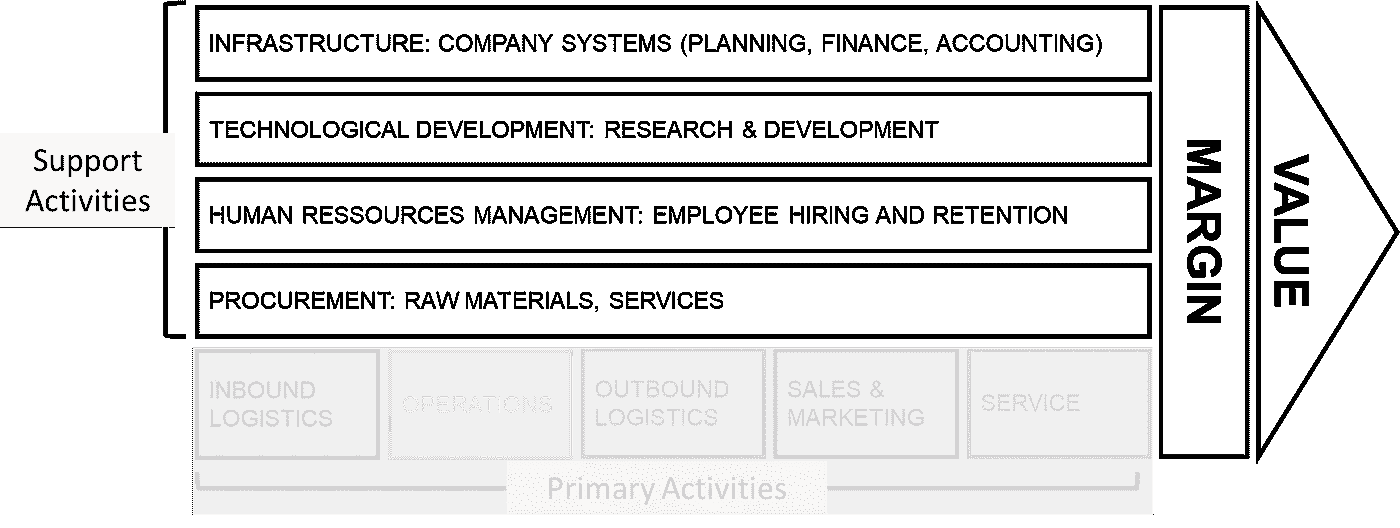 INFRASTRUCTURE: COMPANY SYSTEMS (PLANNING, FINANCE, ACCOUNTING)
TECHNOLOGICAL DEVELOPMENT: RESEARCH & DEVELOPMENT
Support
Activities
HUMAN RESSOURCES MANAGEMENT: EMPLOYEE HIRING AND RETENTION
PROCUREMENT: RAW MATERIALS, SERVICES
MARGIN
VALUE
INBOUND
LOGISTICS
OPERATIONS
OUTBOUND
LOGISTICS
SALES &
MARKETING
SERVICE
Primary Activities